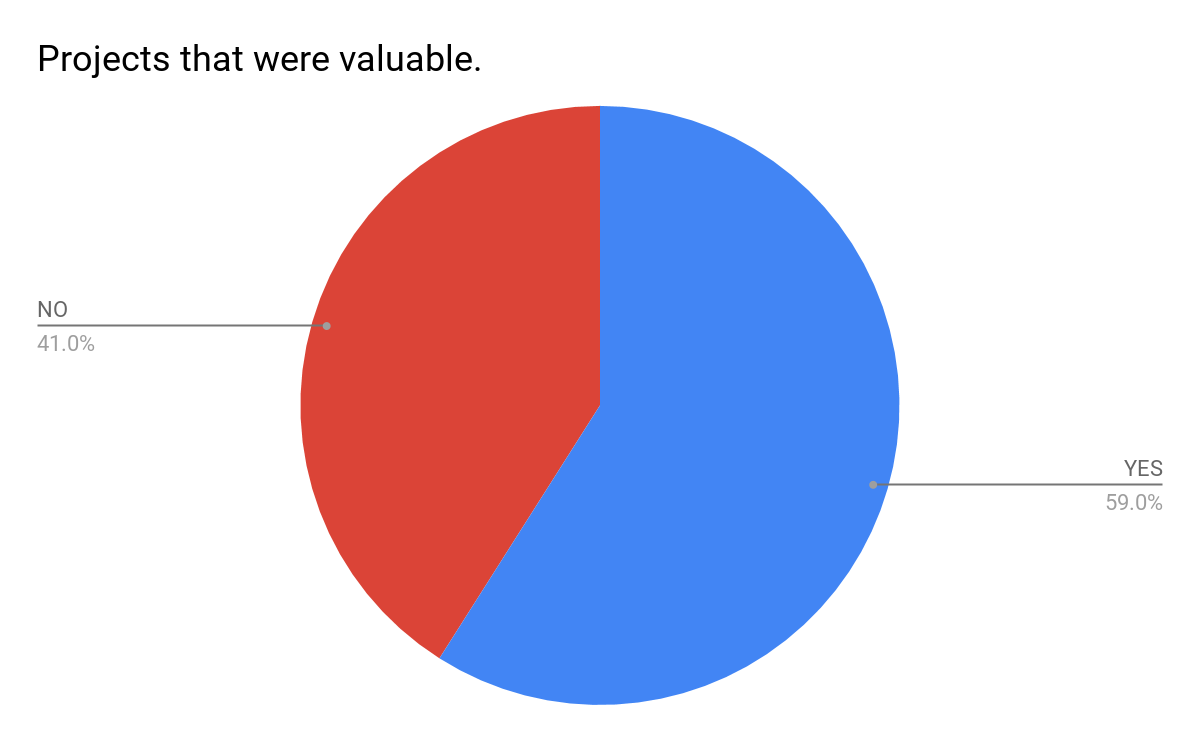 Projects that were valuable.
NO
41.0%
YES
59.0%